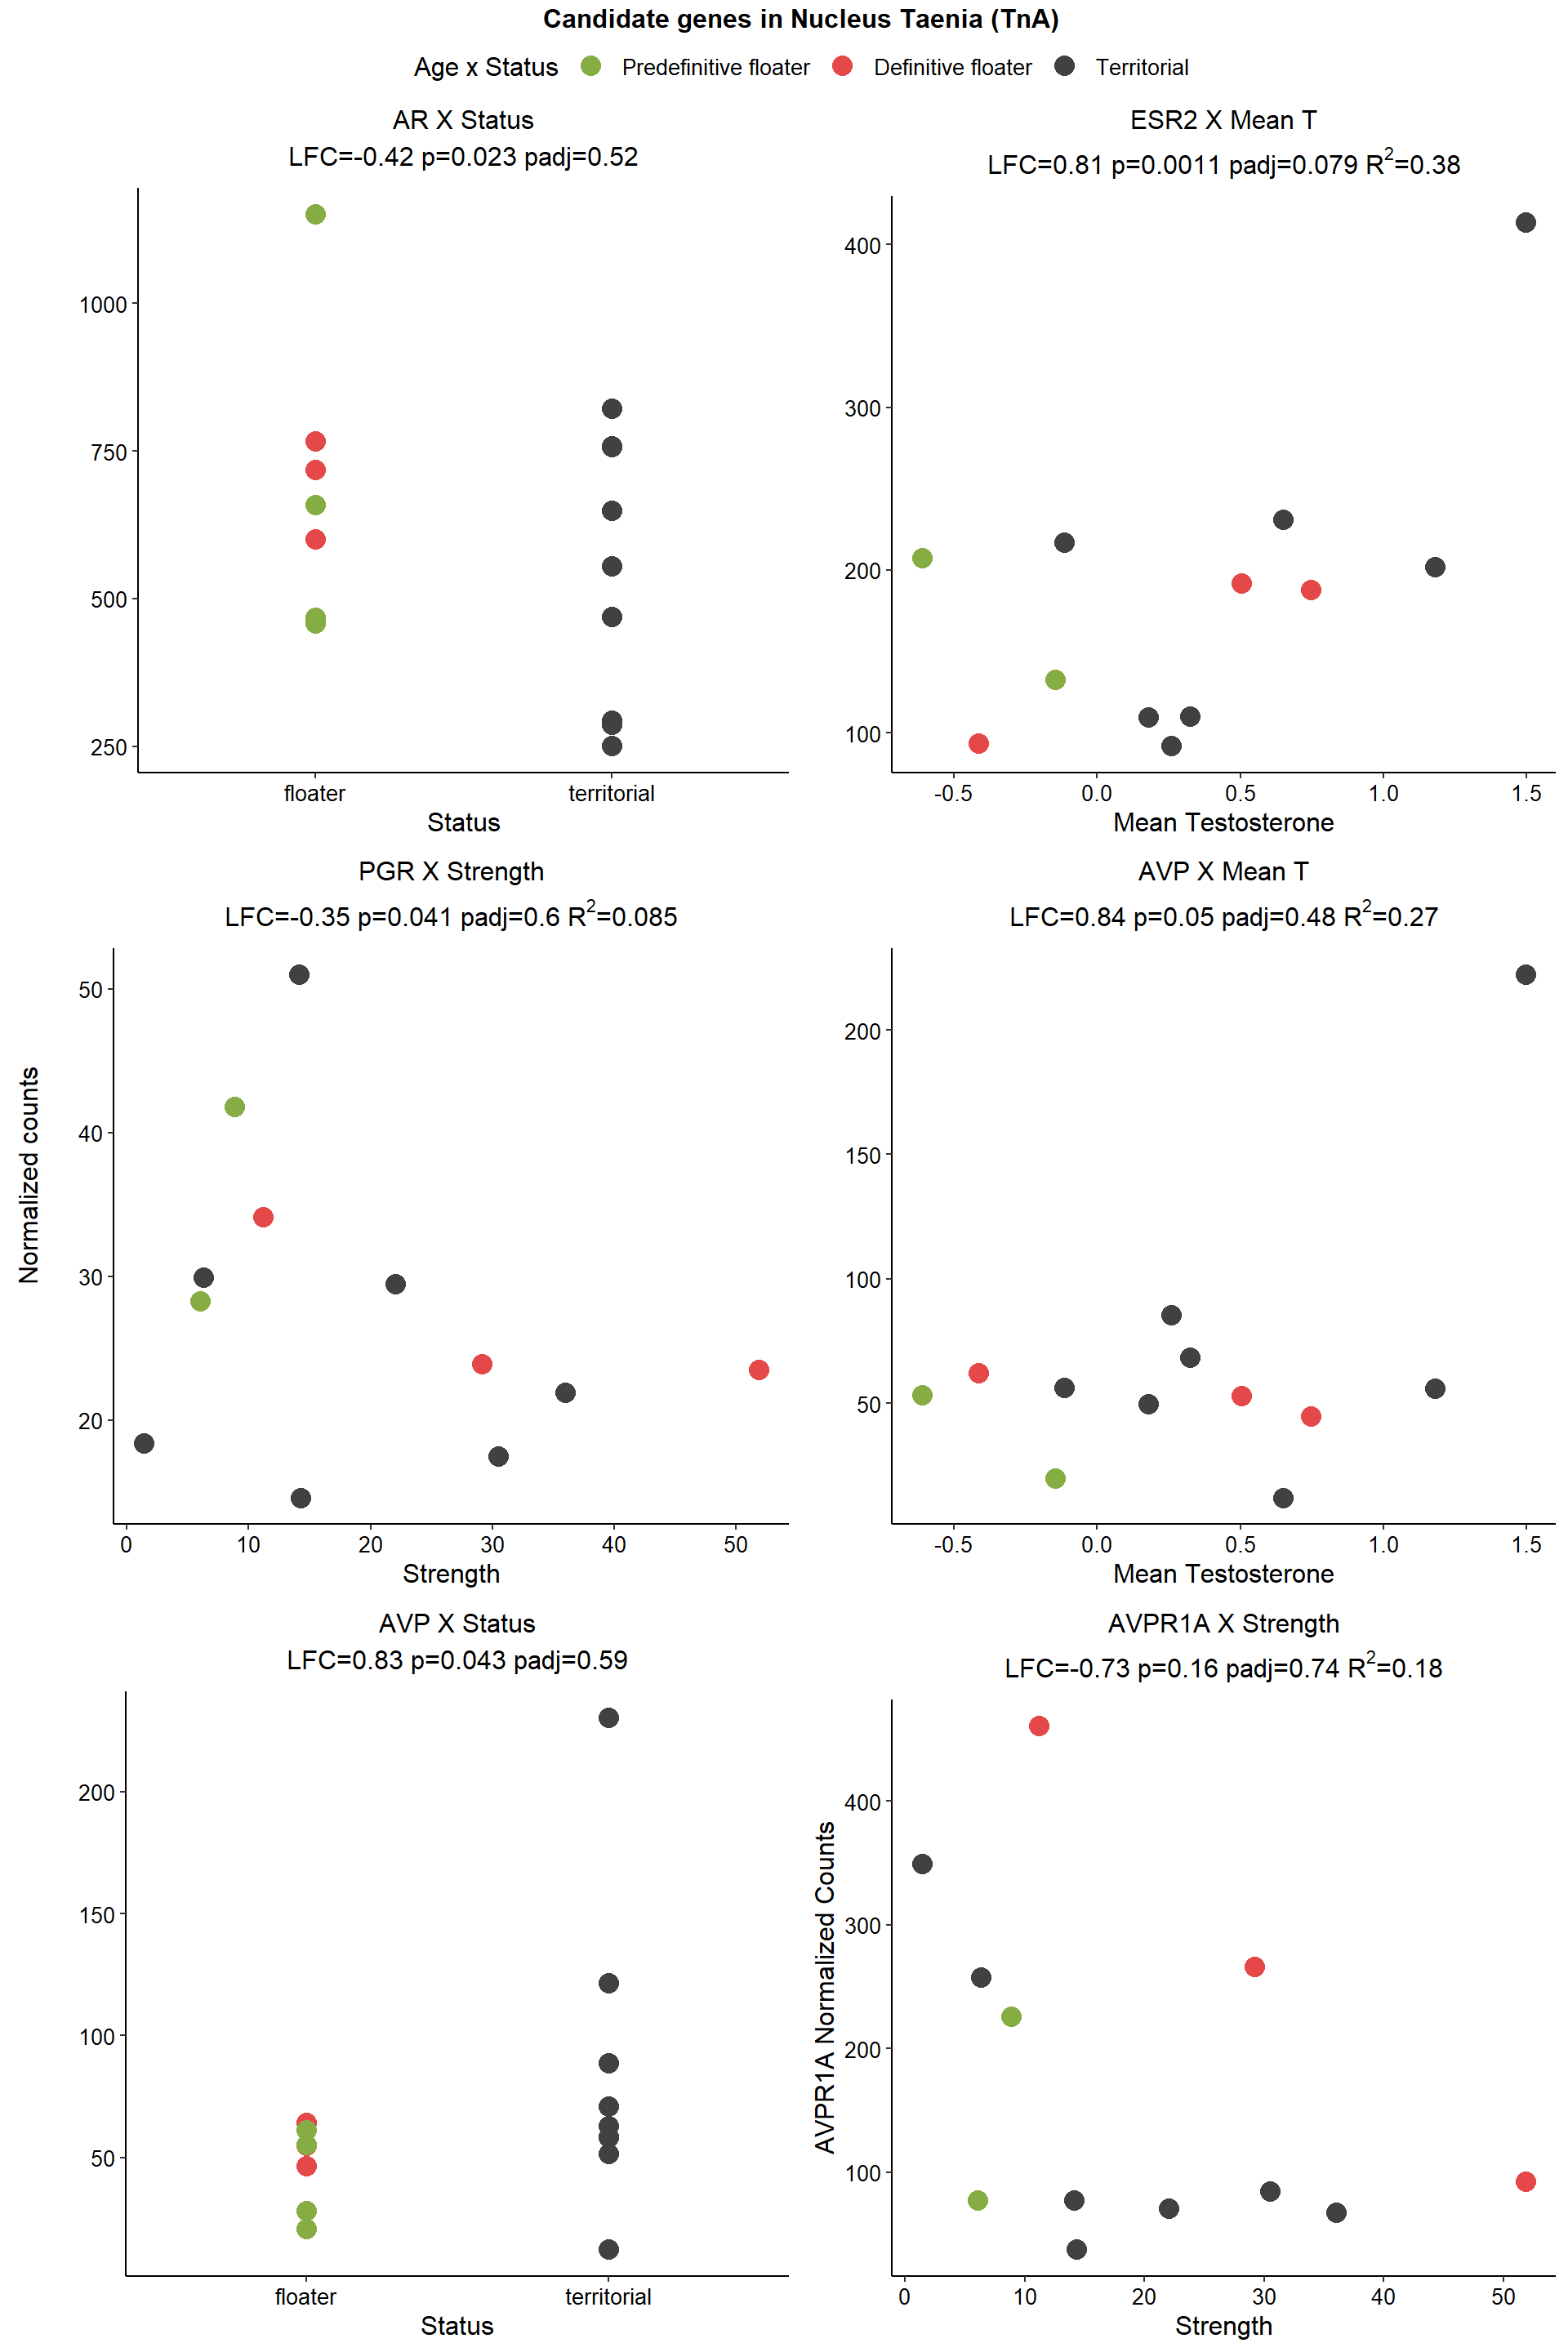 Candidate genes in Nucleus Taenia (TnA)
Age x Status Predefinitive floater Definitive floater Territorial
AR X Status
LFC=-0.42 p=0.023 padj=0.52
1000
750
500
250
floater territorial
Status
ESR2 X Mean T
LFC=0.81 p=0.0011 padj=0.079 R²=0.38
400
300
200
100
-0.5 0.0 0.5 1.0 1.5
Mean Testosterone
Normalized counts
PGR X Strength
LFC=-0.35 p=0.041 padj=0.6 R²=0.085
50
40
30
20
0 10 20 30 40 50
Strength
AVP X Mean T
LFC=0.84 p=0.05 padj=0.48 R²=0.27
200
150
100
50
-0.5 0.0 0.5 1.0 1.5
Mean Testosterone
AVP X Status
LFC=0.83 p=0.043 padj=0.59
200
150
100
50
floater territorial
Status
AVPR1A X Strength
LFC=-0.73 p=0.16 padj=0.74 R²=0.18
AVPR1A Normalized Counts
400
300
200
100
0 10 20 30 40 50
Strength